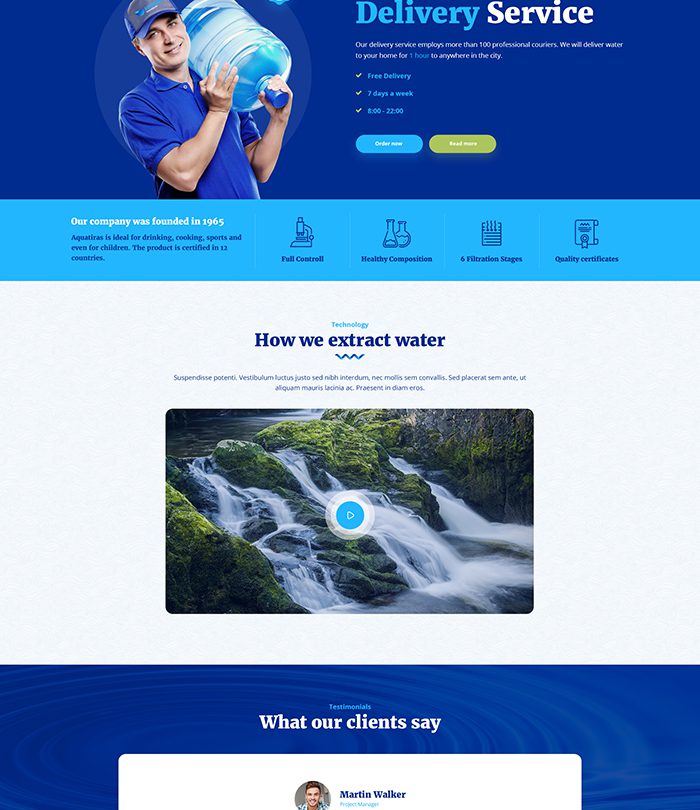 Delivery Service
Our delivery service employs more than 100 professional couriers. We will deliver water
to your home for 1 hour to anywhere in the city.
Free Delivery
7 days a week
8:00 - 22:00
Order now
Read more
Our company was founded in 1965
Aquatiras is ideal for drinking, cooking, sports and
even for children. The product is certified in 12
countries.
Full Controll
Healthy Composition
6 Filtration Stages
Quality certificates
Technology
How we extract water
Suspendisse potenti. Vestibulum luctus justo sed nibh interdum, nec mollis sem convallis. Sed placerat sem ante, ut
aliquam mauris lacinia ac. Praesent in diam eros.
Testimonials
What our clients say
Martin Walker
Project Manager